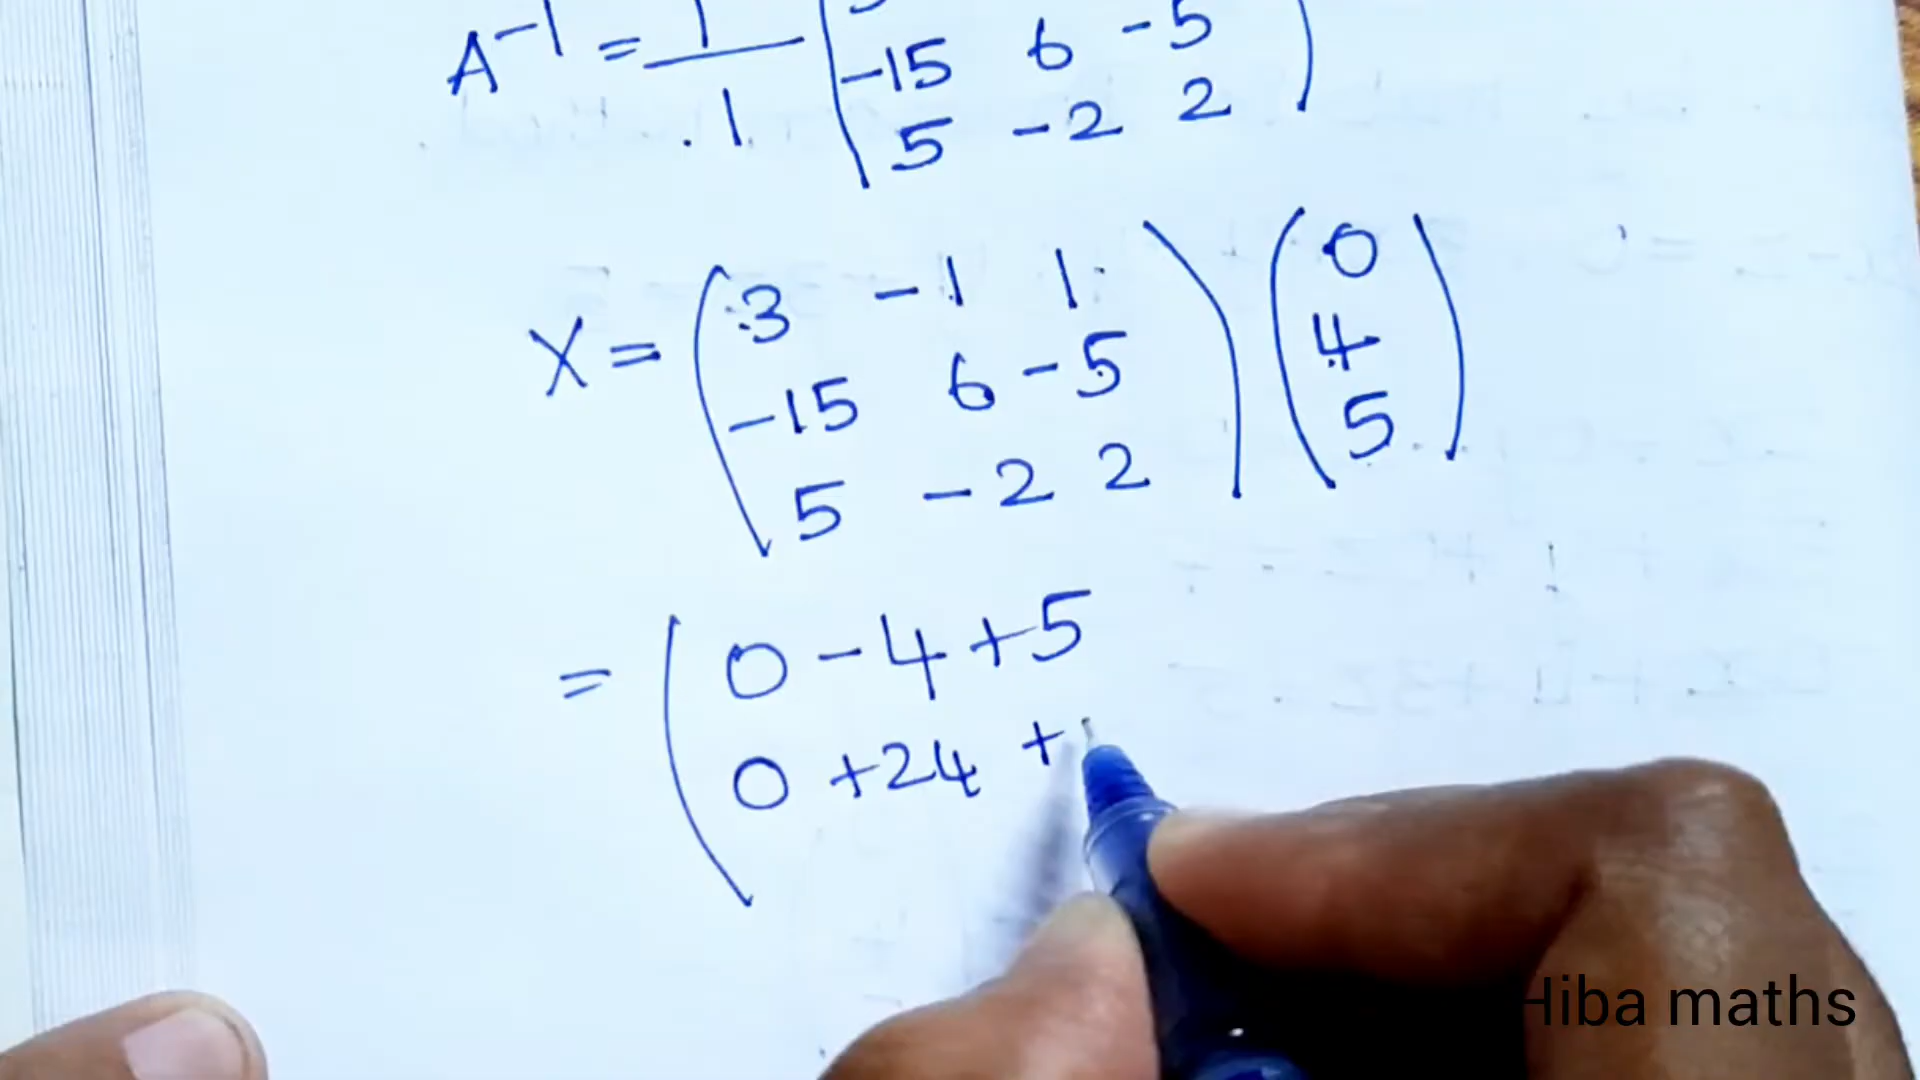 A⁻¹ = 1/.1 ( -15 6 -5
5 -2 2 )
X = ( 3 -1 1 ) ( 0 )
( -15 6 -5 ) ( 4 )
( 5 -2 2 ) ( 5 )
= ( 0 - 4 + 5
0 + 24 +
Hiba maths